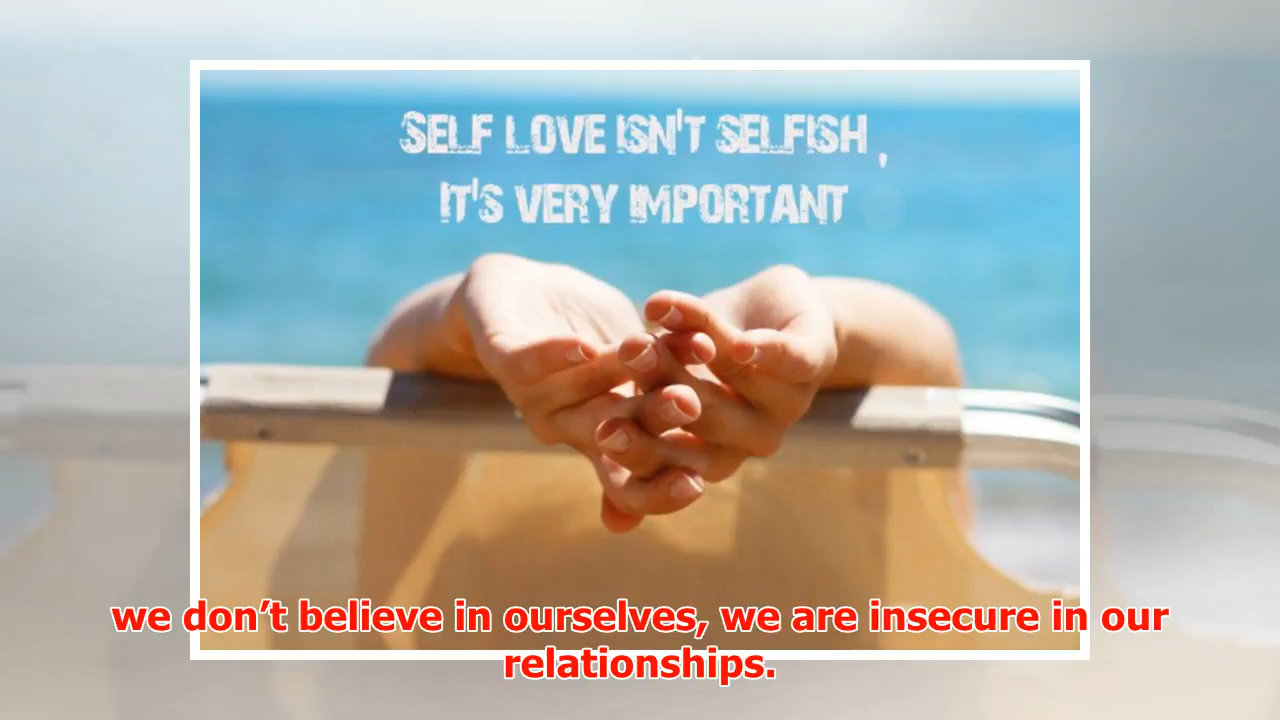 SELF LOVE ISN'T SELFISH ,
IT'S VERY IMPORTANT
we don’t believe in ourselves, we are insecure in our
relationships.